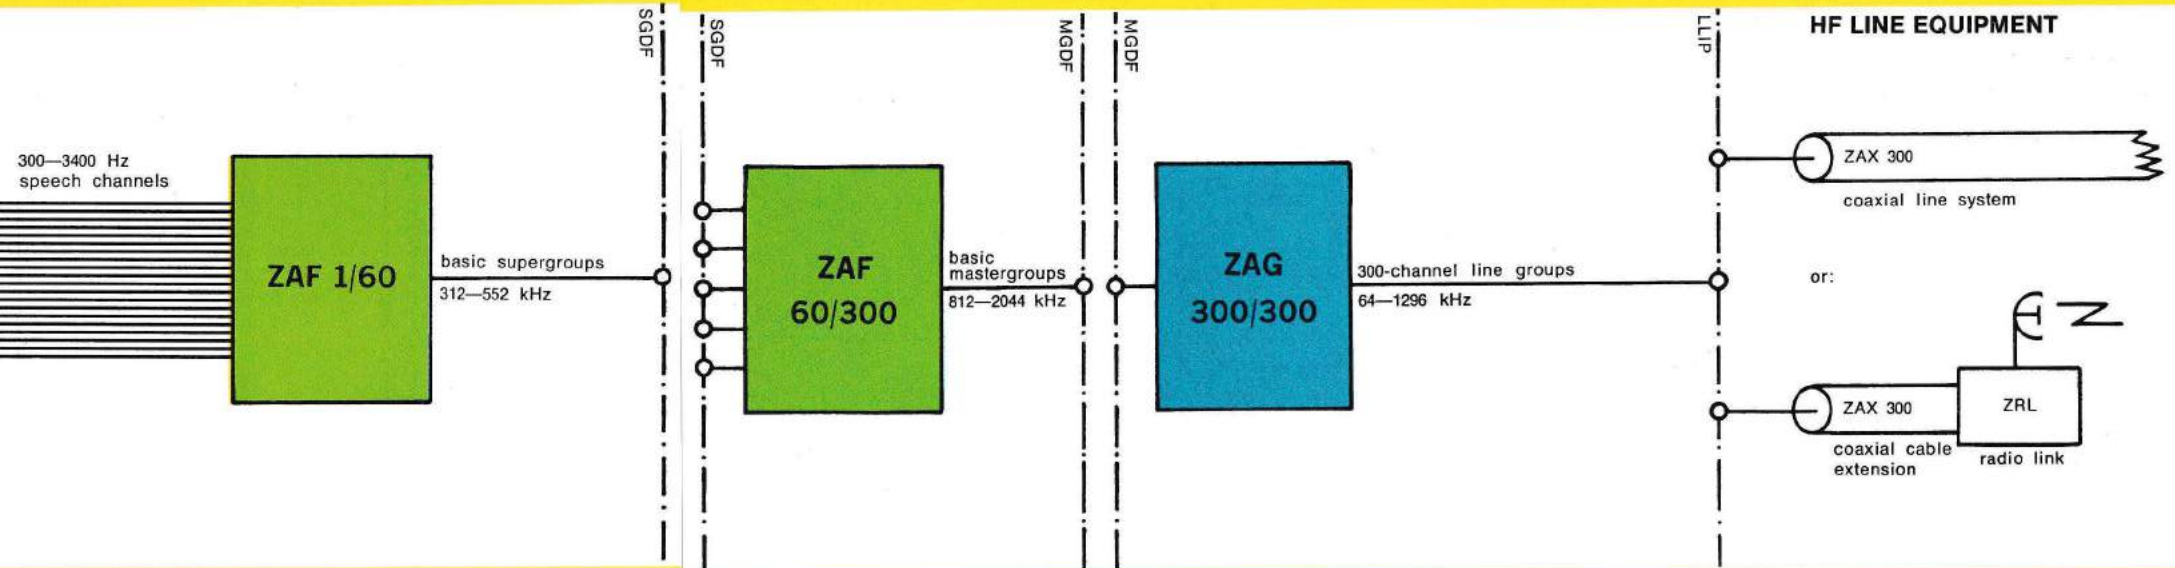 SGDF
SGDF
MGDF
MGDF
LLIP
HF LINE EQUIPMENT
300—3400 Hz
speech channels
ZAF 1/60
basic supergroups
312—552 kHz
ZAF
60/300
basic
mastergroups
812—2044 kHz
ZAG
300/300
300-channel line groups
64—1296 kHz
ZAX 300
coaxial line system
or:
ZAX 300
coaxial cable
extension
ZRL
radio link